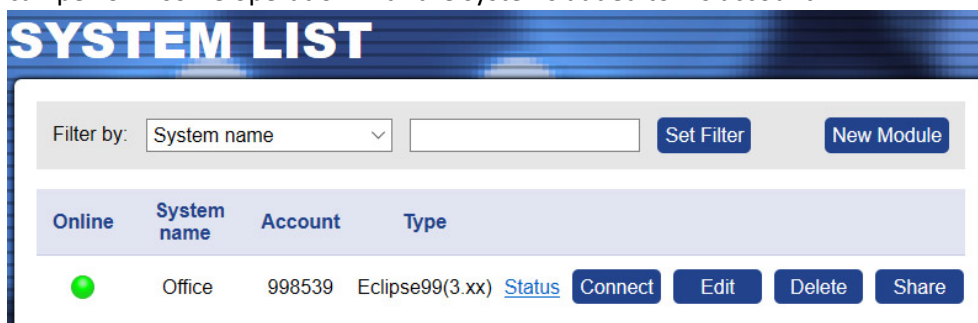 SYSTEM LIST
Filter by: System name Set Filter New Module
Online System name Account Type
Office 998539 Eclipse99(3.xx) Status Connect Edit Delete Share